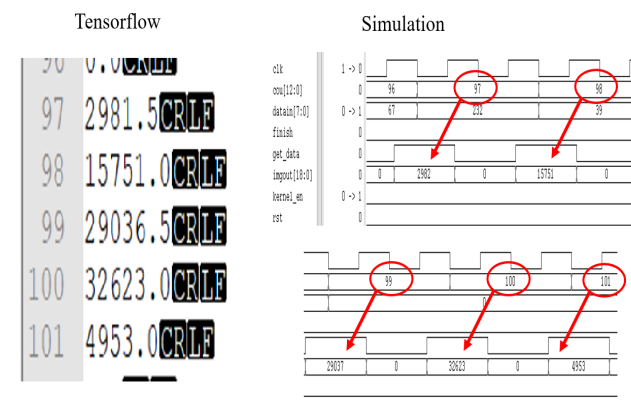 Tensorflow
96 0.0CRLF
97 2981.5CRLF
98 15751.0CRLF
99 29036.5CRLF
100 32623.0CRLF
101 4953.0CRLF
Simulation
clk 1 -> 0
cou[12:0] 0 96 97 98
datain[7:0] 0 -> 1 67 232 39
finish 0
get_data 0
imgout[18:0] 0 0 2982 0 15751 0
kernel_en 0 -> 1
rst 0
99 100 101
0
29037 0 32623 0 4953